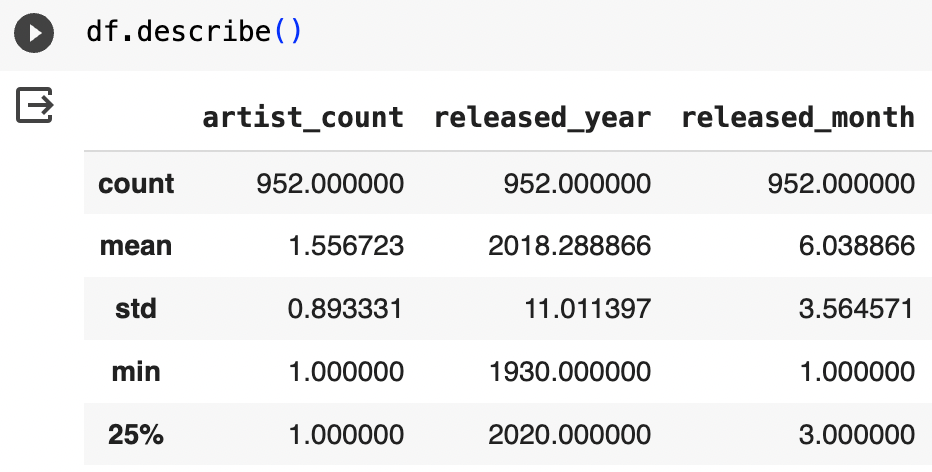 df.describe()
artist_count released_year released_month
count 952.000000 952.000000 952.000000
mean 1.556723 2018.288866 6.038866
std 0.893331 11.011397 3.564571
min 1.000000 1930.000000 1.000000
25% 1.000000 2020.000000 3.000000